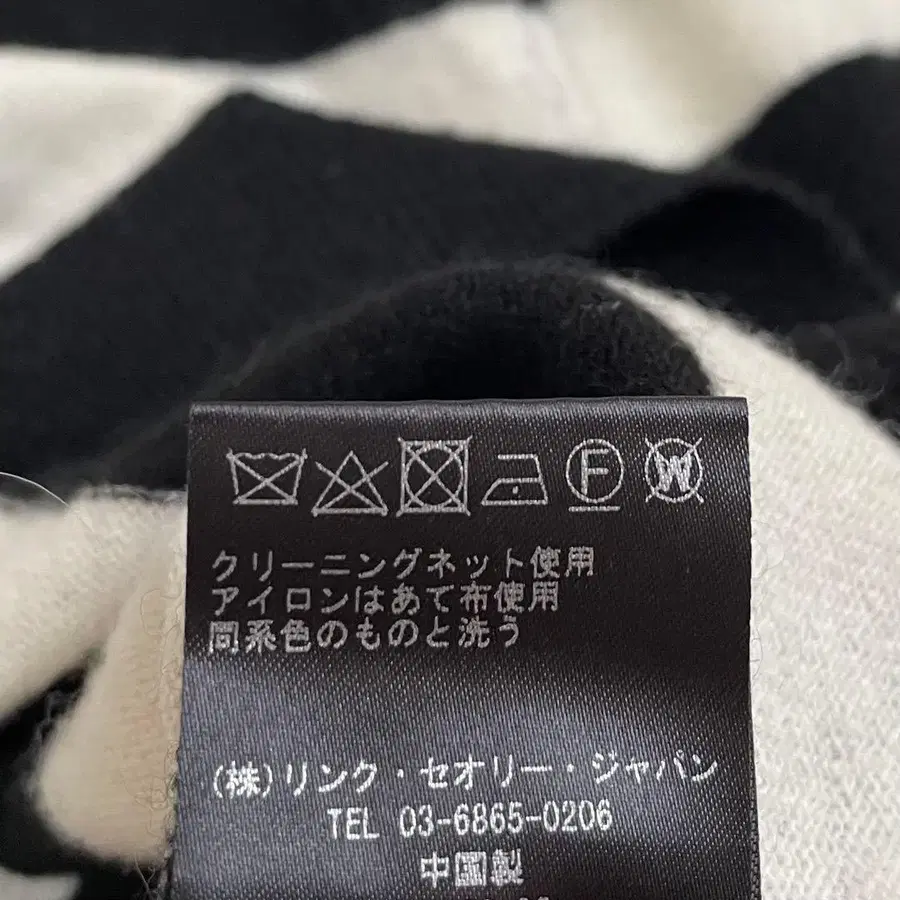 F W
クリーニングネット使用
アイロンはあて布使用
同系色のものと洗う
(株)リンク・セオリー・ジャパン
TEL 03-6865-0206
中国製